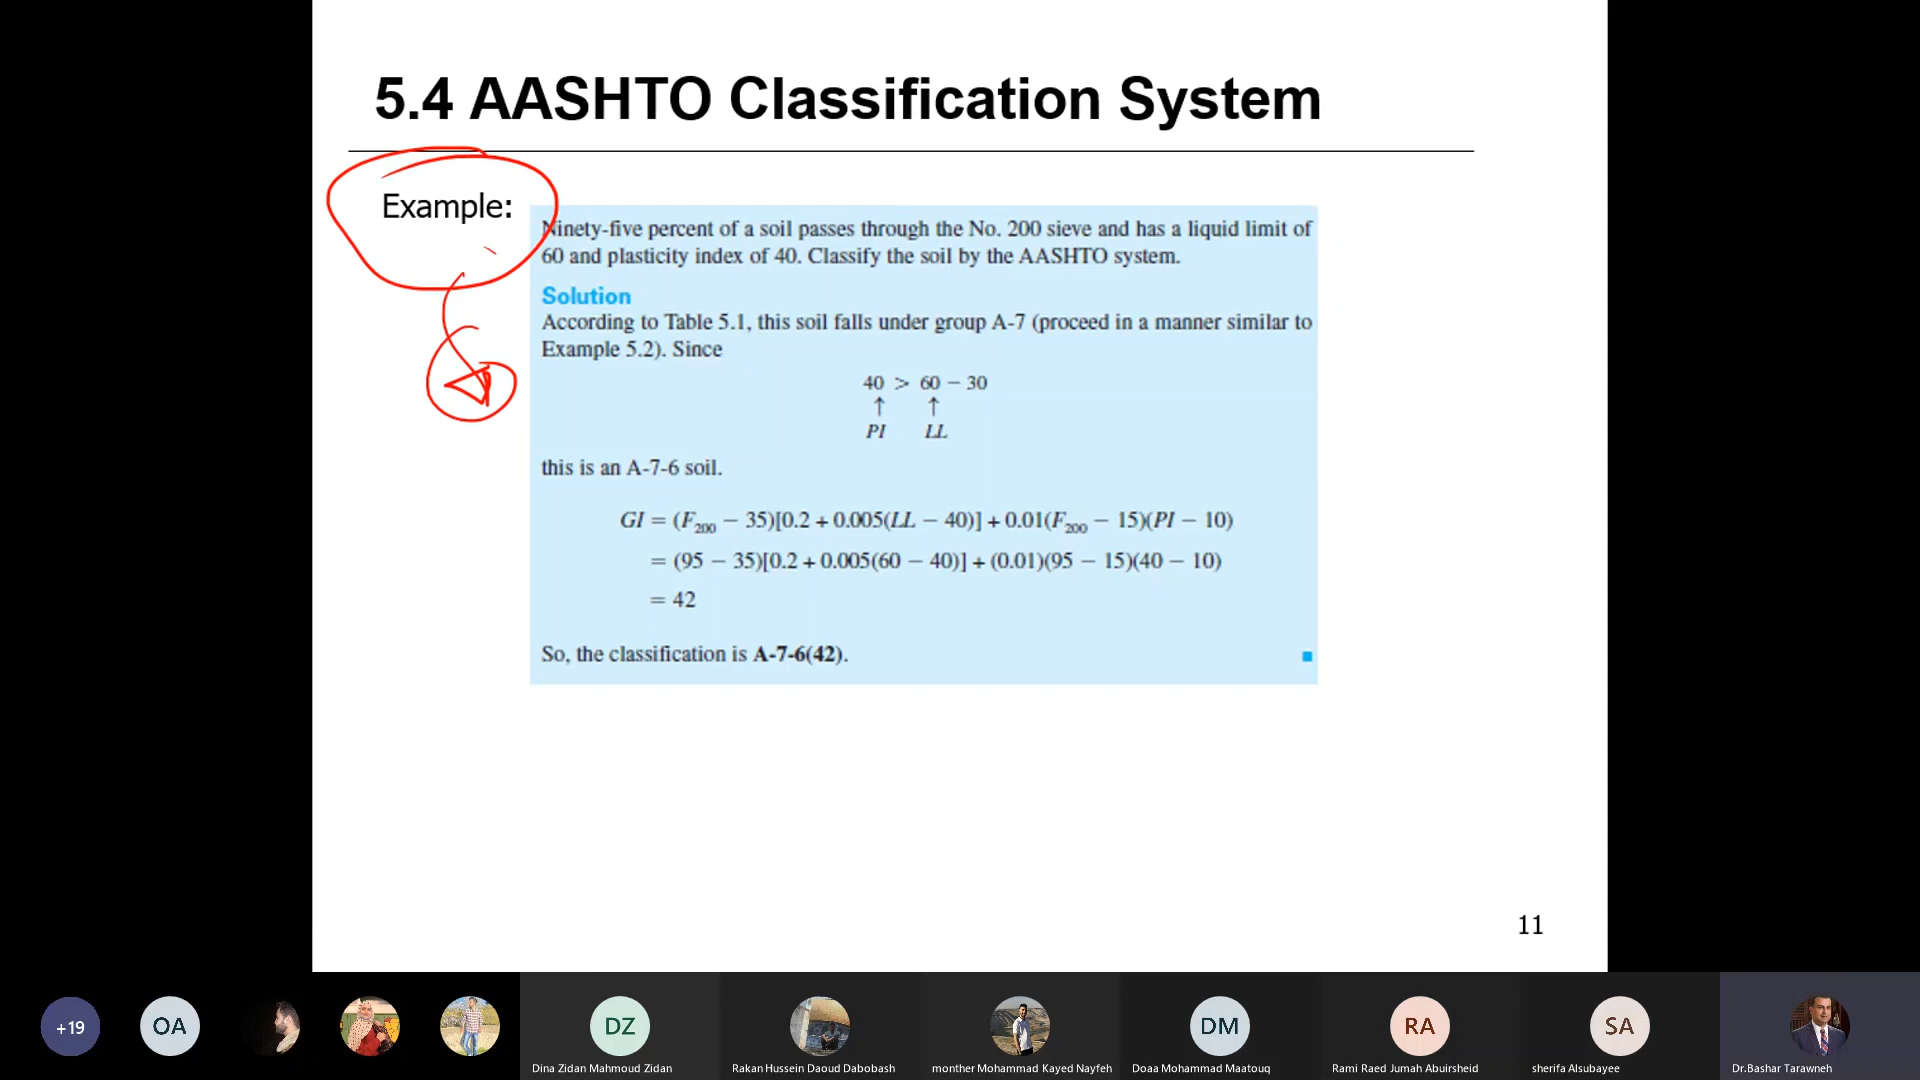 5.4 AASHTO Classification System
Example:
Ninety-five percent of a soil passes through the No. 200 sieve and has a liquid limit of
60 and plasticity index of 40. Classify the soil by the AASHTO system.
Solution
According to Table 5.1, this soil falls under group A-7 (proceed in a manner similar to
Example 5.2). Since
40 > 60 − 30
↑ ↑
PI LL
this is an A-7-6 soil.
GI = (F200 − 35)[0.2 + 0.005(LL − 40)] + 0.01(F200 − 15)(PI − 10)
= (95 − 35)[0.2 + 0.005(60 − 40)] + (0.01)(95 − 15)(40 − 10)
= 42
So, the classification is A-7-6(42).
11
+19
OA
DZ
DM
RA
SA
Dina Zidan Mahmoud Zidan
Rakan Hussein Daoud Dabobash
monther Mohammad Kayed Nayfeh
Doaa Mohammad Maatouq
Rami Raed Jumah Abuirsheid
sherifa Alsubayee
Dr.Bashar Tarawneh